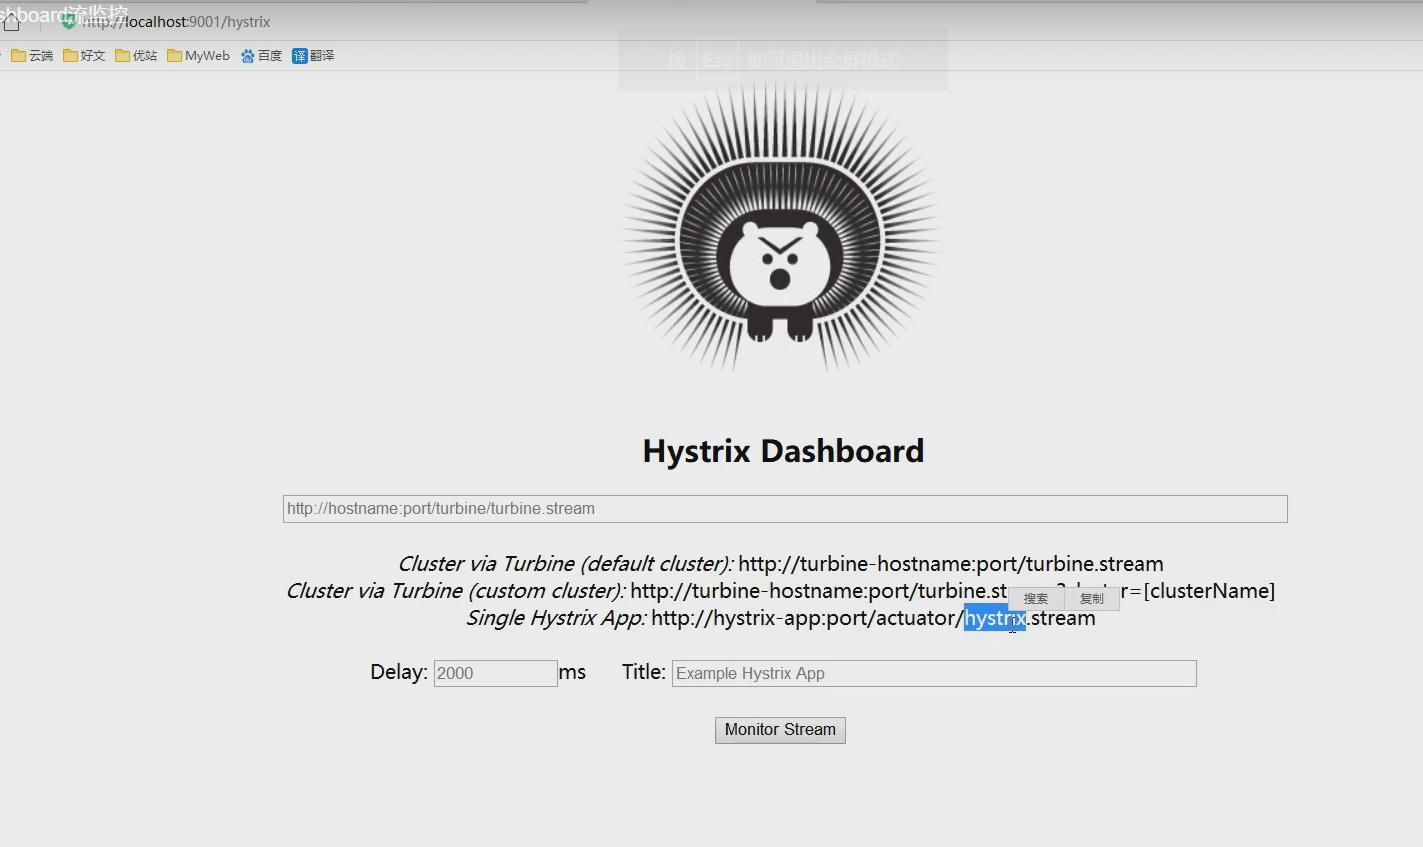 shboard流监控
http://localhost:9001/hystrix
云端 好文 优站 MyWeb 百度 译 翻译
按 Esc 即可退出全屏模式
Hystrix Dashboard
http://hostname:port/turbine/turbine.stream
Cluster via Turbine (default cluster): http://turbine-hostname:port/turbine.stream
Cluster via Turbine (custom cluster): http://turbine-hostname:port/turbine.st r=[clusterName]
搜索 复制
Single Hystrix App: http://hystrix-app:port/actuator/hystrix.stream
Delay: 2000 ms Title: Example Hystrix App
Monitor Stream